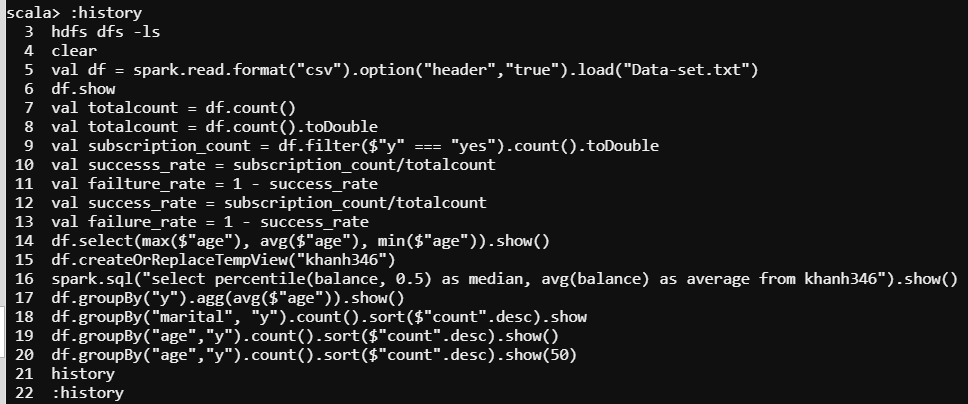 scala> :history
3 hdfs dfs -ls
4 clear
5 val df = spark.read.format("csv").option("header","true").load("Data-set.txt")
6 df.show
7 val totalcount = df.count()
8 val totalcount = df.count().toDouble
9 val subscription_count = df.filter($"y" === "yes").count().toDouble
10 val successs_rate = subscription_count/totalcount
11 val failture_rate = 1 - success_rate
12 val success_rate = subscription_count/totalcount
13 val failure_rate = 1 - success_rate
14 df.select(max($"age"), avg($"age"), min($"age")).show()
15 df.createOrReplaceTempView("khanh346")
16 spark.sql("select percentile(balance, 0.5) as median, avg(balance) as average from khanh346").show()
17 df.groupBy("y").agg(avg($"age")).show()
18 df.groupBy("marital", "y").count().sort($"count".desc).show
19 df.groupBy("age","y").count().sort($"count".desc).show()
20 df.groupBy("age","y").count().sort($"count".desc).show(50)
21 history
22 :history